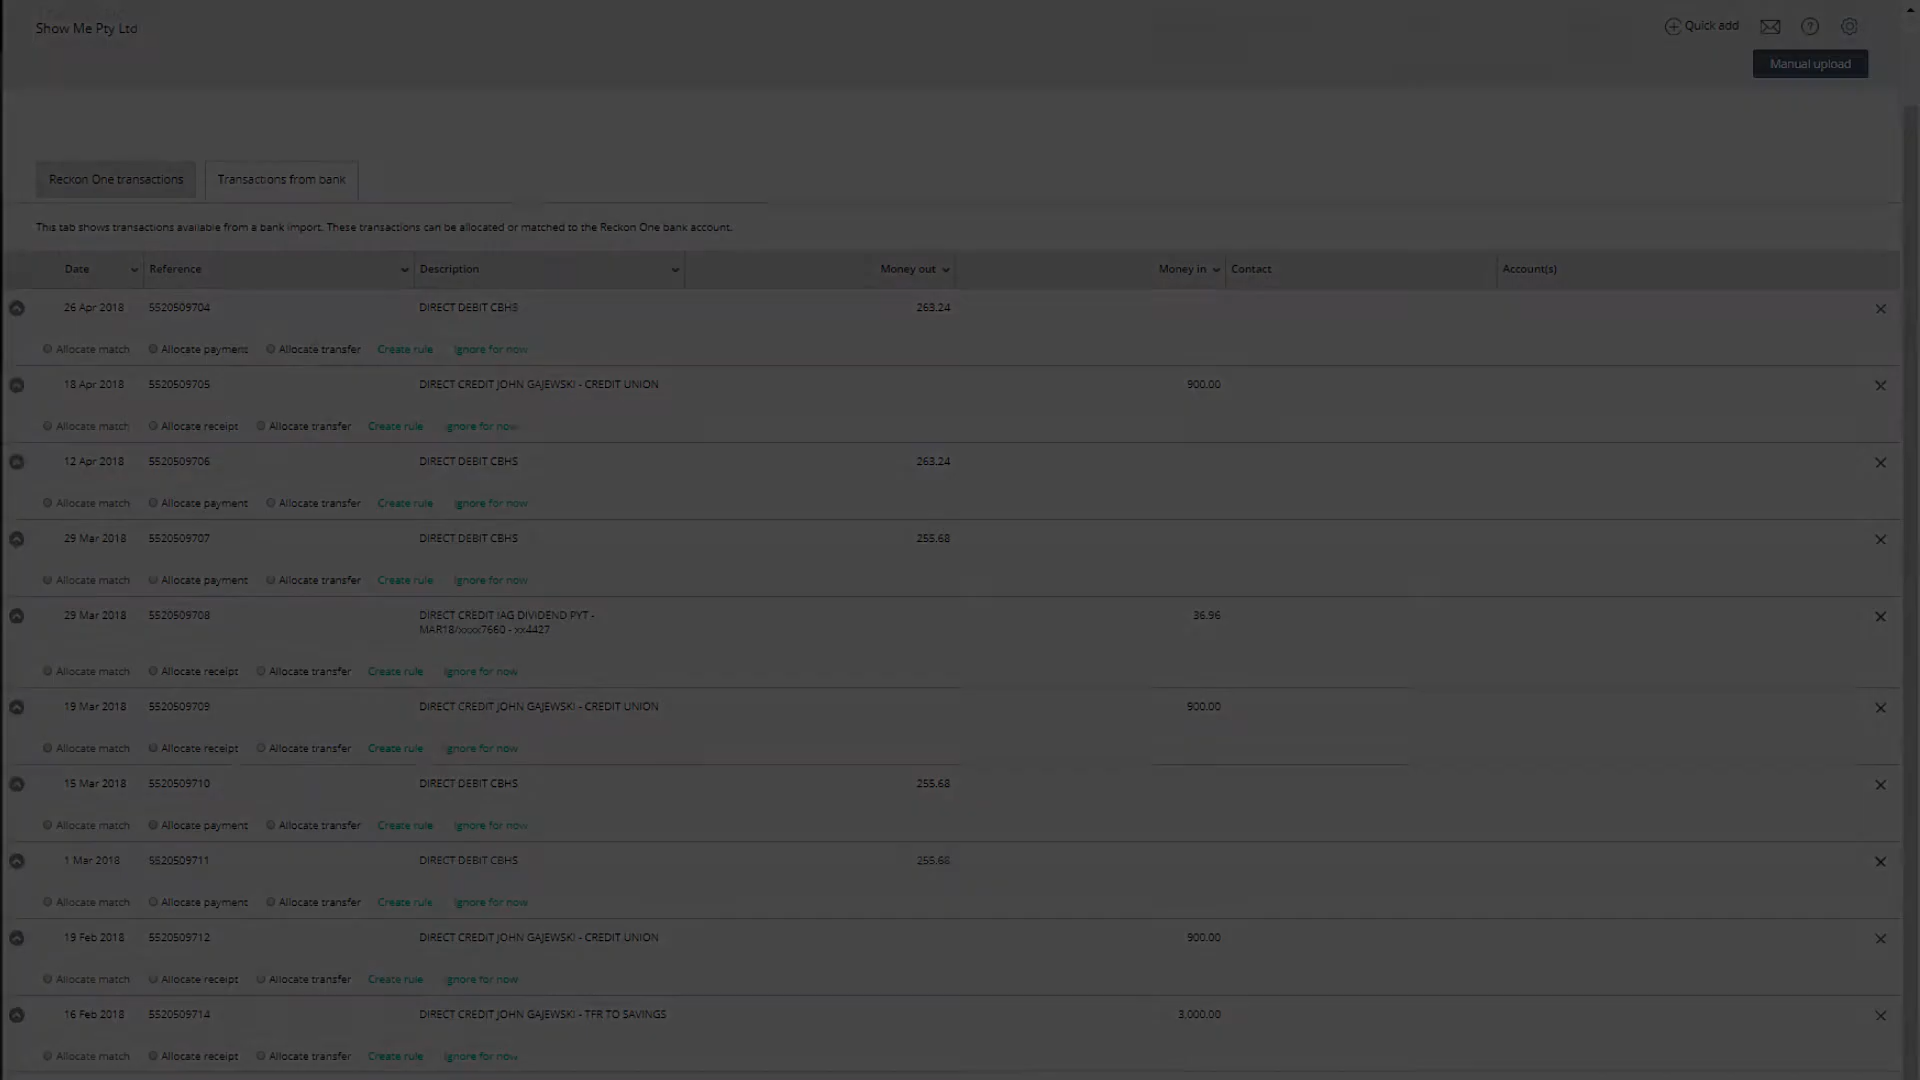 Show Me Pty Ltd
Quick add
Manual upload
Reckon One transactions Transactions from bank
This tab shows transactions available from a bank import. These transactions can be allocated or matched to the Reckon One bank account.
Date Reference Description Money out Money in Contact Account(s)
26 Apr 2018 5520509704 DIRECT DEBIT CBHS 263.24
Allocate match Allocate payment Allocate transfer Create rule Ignore for now
18 Apr 2018 5520509705 DIRECT CREDIT JOHN GAJEWSKI - CREDIT UNION 900.00
Allocate match Allocate receipt Allocate transfer Create rule Ignore for now
12 Apr 2018 5520509706 DIRECT DEBIT CBHS 263.24
Allocate match Allocate payment Allocate transfer Create rule Ignore for now
29 Mar 2018 5520509707 DIRECT DEBIT CBHS 255.68
Allocate match Allocate payment Allocate transfer Create rule Ignore for now
29 Mar 2018 5520509708 DIRECT CREDIT IAG DIVIDEND PYT - 36.96
MAR18/xxxx7660 - xx4427
Allocate match Allocate receipt Allocate transfer Create rule Ignore for now
19 Mar 2018 5520509709 DIRECT CREDIT JOHN GAJEWSKI - CREDIT UNION 900.00
Allocate match Allocate receipt Allocate transfer Create rule Ignore for now
15 Mar 2018 5520509710 DIRECT DEBIT CBHS 255.68
Allocate match Allocate payment Allocate transfer Create rule Ignore for now
1 Mar 2018 5520509711 DIRECT DEBIT CBHS 255.68
Allocate match Allocate payment Allocate transfer Create rule Ignore for now
19 Feb 2018 5520509712 DIRECT CREDIT JOHN GAJEWSKI - CREDIT UNION 900.00
Allocate match Allocate receipt Allocate transfer Create rule Ignore for now
16 Feb 2018 5520509714 DIRECT CREDIT JOHN GAJEWSKI - TFR TO SAVINGS 3,000.00
Allocate match Allocate receipt Allocate transfer Create rule Ignore for now